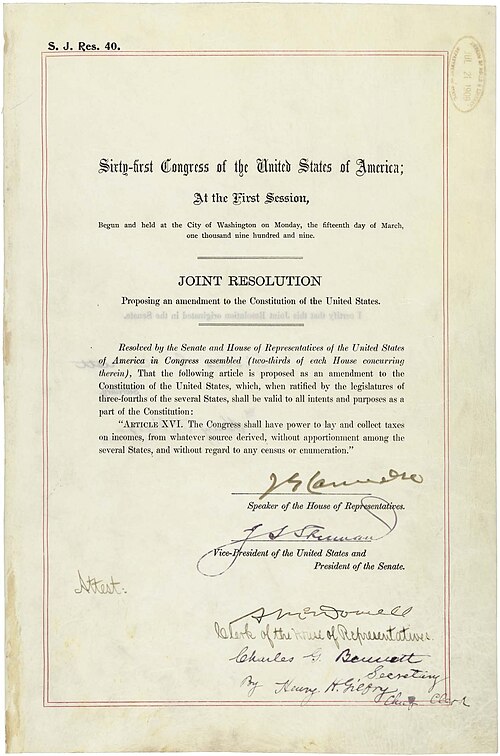 S. J. Res. 40.
Sixty-first Congress of the United States of America;
At the First Session,
Begun and held at the City of Washington on Monday, the fifteenth day of March,
one thousand nine hundred and nine.
JOINT RESOLUTION
Proposing an amendment to the Constitution of the United States.
I certify that this Joint Resolution originated in the Senate.
Resolved by the Senate and House of Representatives of the United States
of America in Congress assembled (two-thirds of each House concurring
therein), That the following article is proposed as an amendment to the
Constitution of the United States, which, when ratified by the legislatures of
three-fourths of the several States, shall be valid to all intents and purposes as a
part of the Constitution:
“ARTICLE XVI. The Congress shall have power to lay and collect taxes
on incomes, from whatever source derived, without apportionment among the
several States, and without regard to any census or enumeration.”
J G Cannon
Speaker of the House of Representatives.
J. S. Sherman
Vice-President of the United States and
President of the Senate.
Attest:
A McDowell
Clerk of the House of Representatives.
Charles G. Bennett
Secretary
By Henry H. Gilfry
Chief Clerk